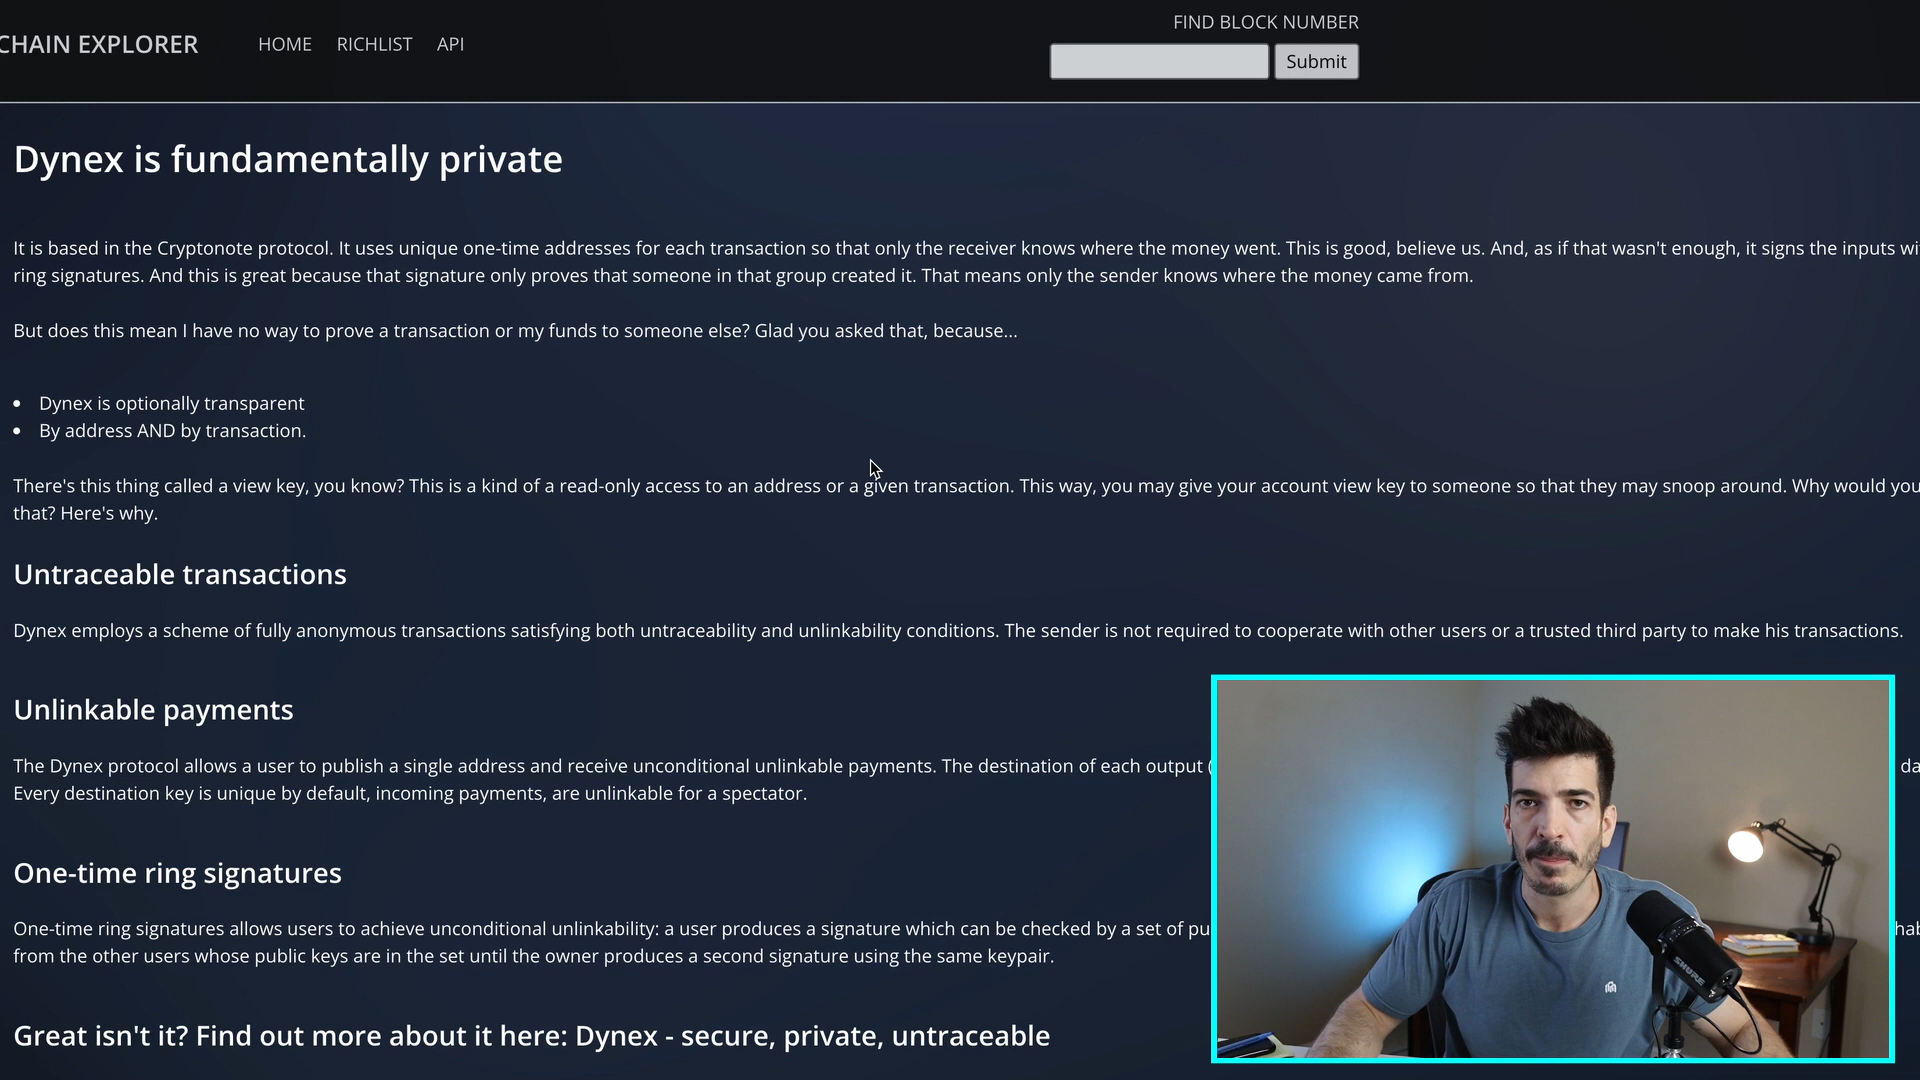 CHAIN EXPLORER
HOME RICHLIST API
FIND BLOCK NUMBER
Submit
Dynex is fundamentally private
It is based in the Cryptonote protocol. It uses unique one-time addresses for each transaction so that only the receiver knows where the money went. This is good, believe us. And, as if that wasn't enough, it signs the inputs wi
ring signatures. And this is great because that signature only proves that someone in that group created it. That means only the sender knows where the money came from.
But does this mean I have no way to prove a transaction or my funds to someone else? Glad you asked that, because...
• Dynex is optionally transparent
• By address AND by transaction.
There's this thing called a view key, you know? This is a kind of a read-only access to an address or a given transaction. This way, you may give your account view key to someone so that they may snoop around. Why would you
that? Here's why.
Untraceable transactions
Dynex employs a scheme of fully anonymous transactions satisfying both untraceability and unlinkability conditions. The sender is not required to cooperate with other users or a trusted third party to make his transactions.
Unlinkable payments
The Dynex protocol allows a user to publish a single address and receive unconditional unlinkable payments. The destination of each output ( da
Every destination key is unique by default, incoming payments, are unlinkable for a spectator.
One-time ring signatures
One-time ring signatures allows users to achieve unconditional unlinkability: a user produces a signature which can be checked by a set of pu hab
from the other users whose public keys are in the set until the owner produces a second signature using the same keypair.
Great isn't it? Find out more about it here: Dynex - secure, private, untraceable
SHURE